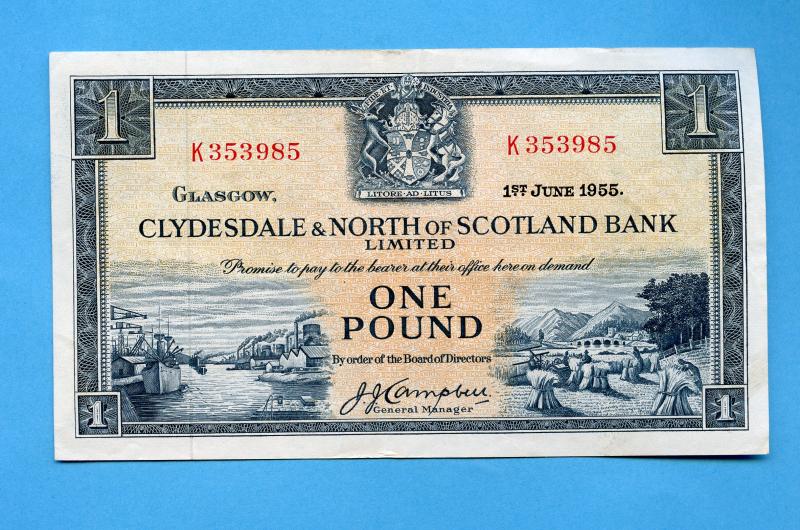 1
1
K 353985
K 353985
LITORE·AD·LITUS
GLASGOW,
1ST JUNE 1955.
CLYDESDALE & NORTH OF SCOTLAND BANK
LIMITED
Promise to pay to the bearer at their office here on demand
ONE
POUND
By order of the Board of Directors
J.J. Campbell
General Manager
1
1